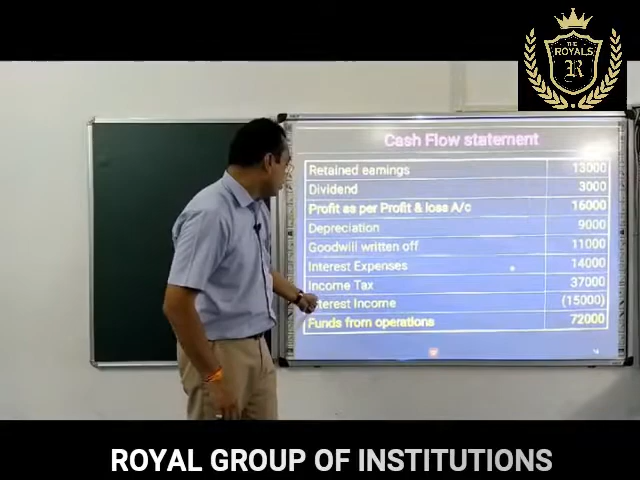 THE
ROYALS
R
Cash Flow statement
Retained earnings 13000
Dividend 3000
Profit as per Profit & loss A/c 16000
Depreciation 9000
Goodwill written off 11000
Interest Expenses 14000
Income Tax 37000
terest Income (15000)
Funds from operations 72000
ROYAL GROUP OF INSTITUTIONS